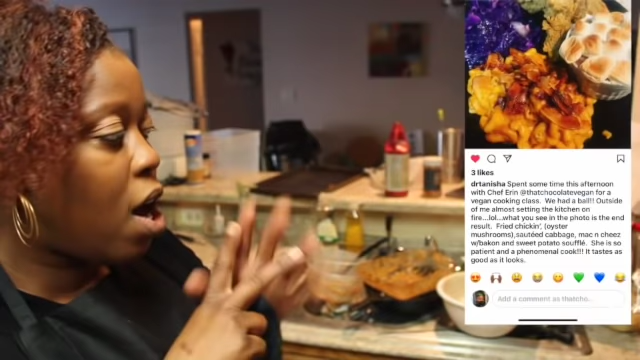 3 likes
drtanisha Spent some time this afternoon
with Chef Erin @thatchocolatevegan for a
vegan cooking class. We had a ball!! Outside
of me almost setting the kitchen on
fire...lol...what you see in the photo is the end
result. Fried chickin', (oyster
mushrooms),sautéed cabbage, mac n cheez
w/bakon and sweet potato soufflé. She is so
patient and a phenomenal cook!!! It tastes as
good as it looks.
Add a comment as thatcho...